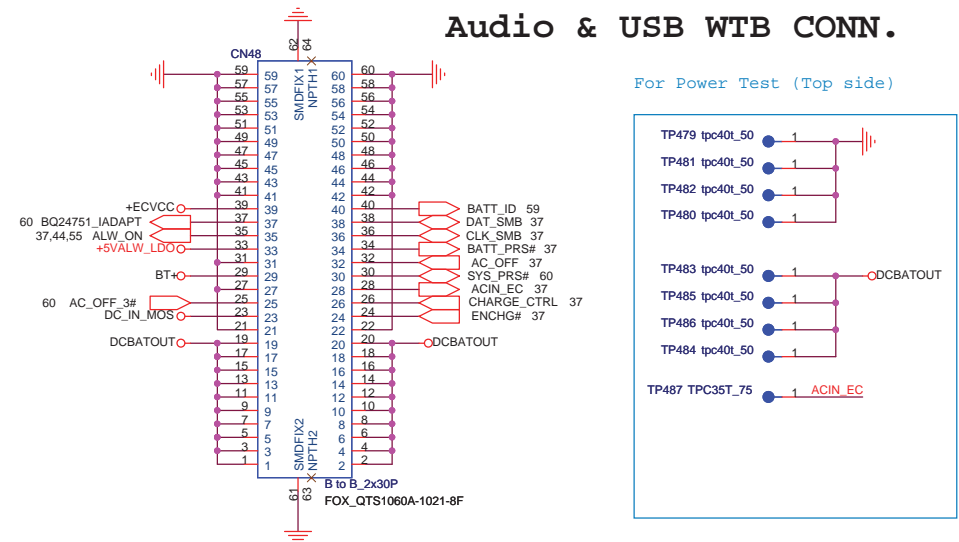 Audio & USB WTB CONN.
62 64
CN48
SMDFIX1
NPTH1
59 59 60 60
57 57 58 58
55 55 56 56
53 53 54 54
51 51 52 52
49 49 50 50
47 47 48 48
45 45 46 46
43 43 44 44
41 41 42 42
+ECVCC 39 39 40 40 BATT_ID 59
60 BQ24751_IADAPT 37 37 38 38 DAT_SMB 37
37,44,55 ALW_ON 35 35 36 36 CLK_SMB 37
+5VALW_LDO 33 33 34 34 BATT_PRS# 37
31 31 32 32 AC_OFF 37
BT+ 29 29 30 30 SYS_PRS# 60
27 27 28 28 ACIN_EC 37
60 AC_OFF_3# 25 25 26 26 CHARGE_CTRL 37
DC_IN_MOS 23 23 24 24 ENCHG# 37
21 21 22 22
DCBATOUT 19 19 20 20 DCBATOUT
17 17 18 18
15 15 16 16
13 13 14 14
11 11 12 12
9 9 10 10
7 7 8 8
5 5 6 6
3 3 4 4
1 1 2 2
SMDFIX2
NPTH2
61 63
B to B_2x30P
FOX_QTS1060A-1021-8F
For Power Test (Top side)
TP479 tpc40t_50 1
TP481 tpc40t_50 1
TP482 tpc40t_50 1
TP480 tpc40t_50 1
TP483 tpc40t_50 1 DCBATOUT
TP485 tpc40t_50 1
TP486 tpc40t_50 1
TP484 tpc40t_50 1
TP487 TPC35T_75 1 ACIN_EC